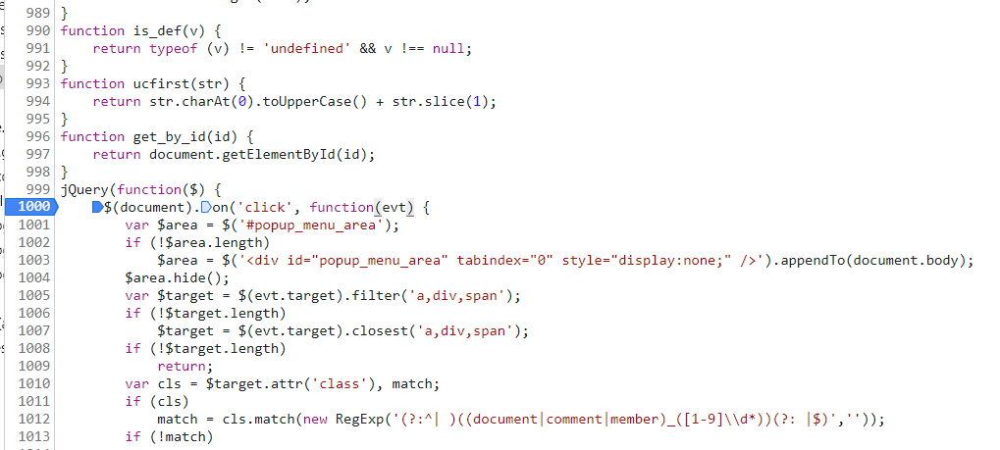 989 }
990 function is_def(v) {
991     return typeof (v) != 'undefined' && v !== null;
992 }
993 function ucfirst(str) {
994     return str.charAt(0).toUpperCase() + str.slice(1);
995 }
996 function get_by_id(id) {
997     return document.getElementById(id);
998 }
999 jQuery(function($) {
1000     $(document).on('click', function(evt) {
1001         var $area = $('#popup_menu_area');
1002         if (!$area.length)
1003             $area = $('<div id="popup_menu_area" tabindex="0" style="display:none;" />').appendTo(document.body);
1004         $area.hide();
1005         var $target = $(evt.target).filter('a,div,span');
1006         if (!$target.length)
1007             $target = $(evt.target).closest('a,div,span');
1008         if (!$target.length)
1009             return;
1010         var cls = $target.attr('class'), match;
1011         if (cls)
1012             match = cls.match(new RegExp('(?:^| )((document|comment|member)_([1-9]\\d*))(?: |$)',''));
1013         if (!match)